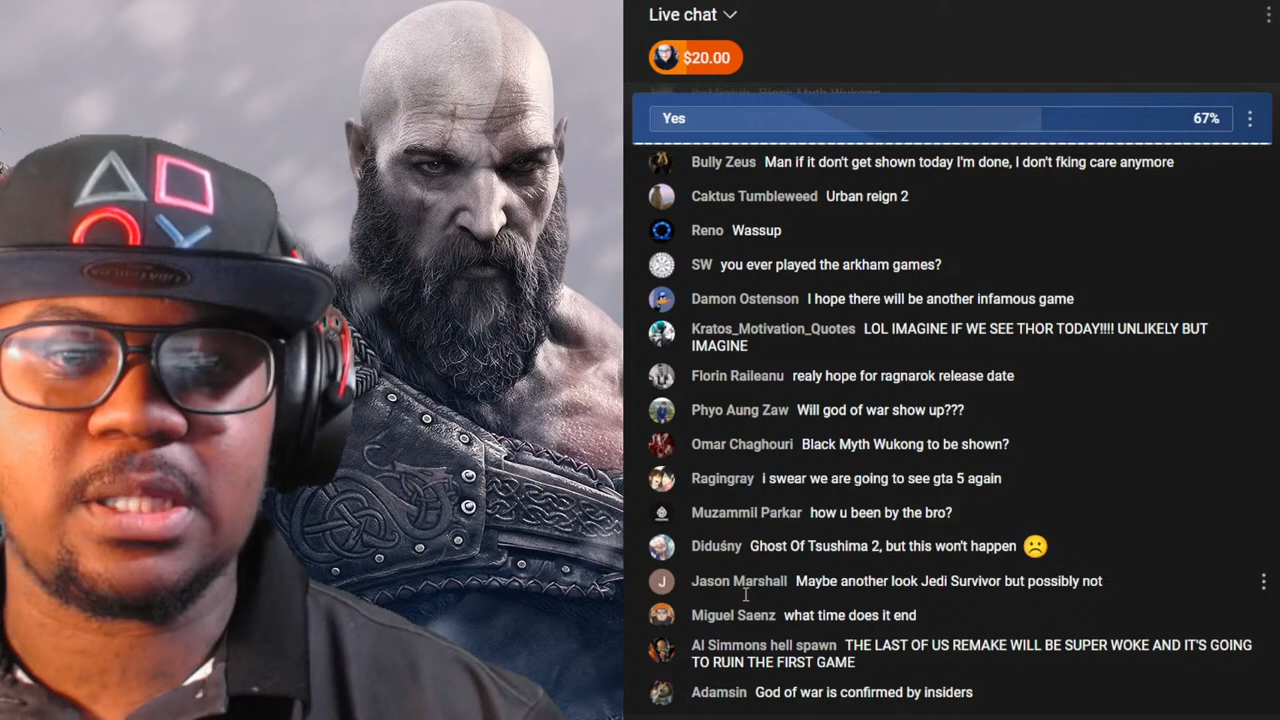 Live chat
$20.00
Black Myth Wukong
Yes 67%
Bully Zeus Man if it don't get shown today I'm done, I don't fking care anymore
Caktus Tumbleweed Urban reign 2
Reno Wassup
SW you ever played the arkham games?
Damon Ostenson I hope there will be another infamous game
Kratos_Motivation_Quotes LOL IMAGINE IF WE SEE THOR TODAY!!!! UNLIKELY BUT
IMAGINE
Florin Raileanu realy hope for ragnarok release date
Phyo Aung Zaw Will god of war show up???
Omar Chaghouri Black Myth Wukong to be shown?
Ragingray i swear we are going to see gta 5 again
Muzammil Parkar how u been by the bro?
Diduśny Ghost Of Tsushima 2, but this won't happen ☹️
J Jason Marshall Maybe another look Jedi Survivor but possibly not
Miguel Saenz what time does it end
Al Simmons hell spawn THE LAST OF US REMAKE WILL BE SUPER WOKE AND IT'S GOING
TO RUIN THE FIRST GAME
Adamsin God of war is confirmed by insiders